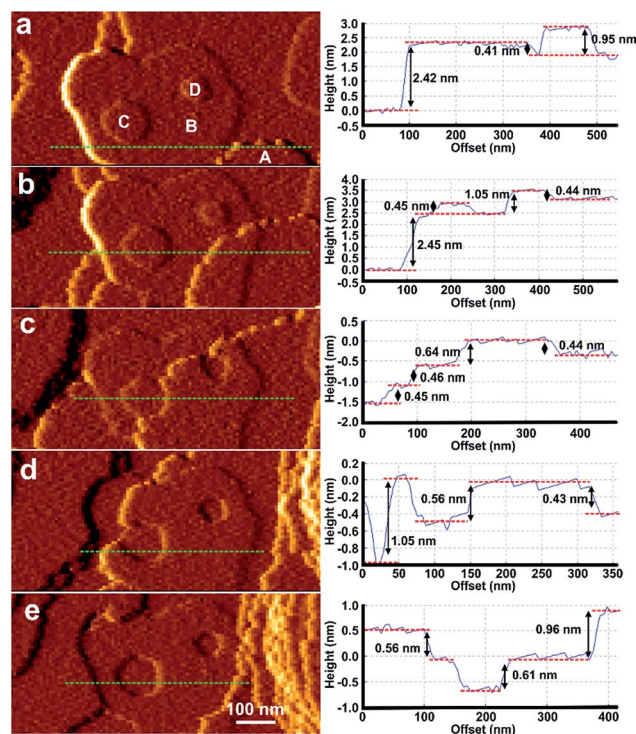 a
D
C
B
A
Height (nm)
3.0
2.5
2.0
1.5
1.0
0.5
0.0
-0.5
0.41 nm
0.95 nm
2.42 nm
0 100 200 300 400 500
Offset (nm)
b
Height (nm)
4.0
3.5
3.0
2.5
2.0
1.5
1.0
0.5
0.0
-0.5
0.45 nm
1.05 nm
0.44 nm
2.45 nm
0 100 200 300 400 500
Offset (nm)
c
Height (nm)
0.5
0.0
-0.5
-1.0
-1.5
-2.0
0.64 nm
0.44 nm
0.46 nm
0.45 nm
0 100 200 300 400
Offset (nm)
d
Height (nm)
0.2
0.0
-0.2
-0.4
-0.6
-0.8
-1.0
0.56 nm
0.43 nm
1.05 nm
0 50 100 150 200 250 300 350
Offset (nm)
e
100 nm
Height (nm)
1.0
0.5
0.0
-0.5
-1.0
0.56 nm
0.96 nm
0.61 nm
0 100 200 300 400
Offset (nm)